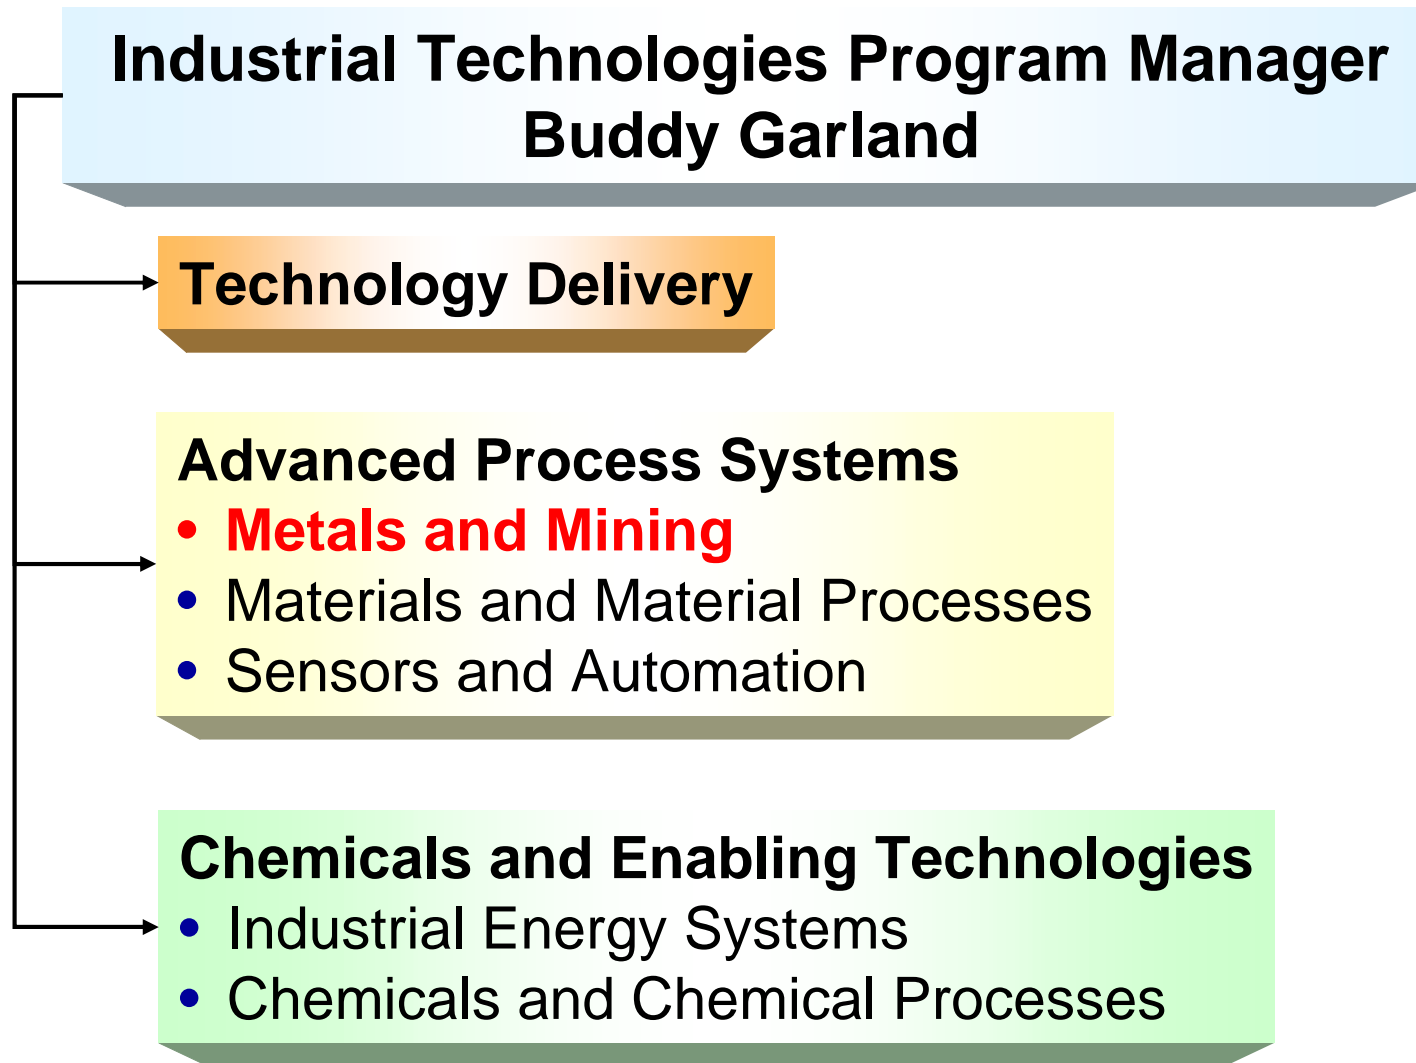 Industrial Technologies Program Manager
Buddy Garland
Technology Delivery
Advanced Process Systems
• Metals and Mining
• Materials and Material Processes
• Sensors and Automation
Chemicals and Enabling Technologies
• Industrial Energy Systems
• Chemicals and Chemical Processes